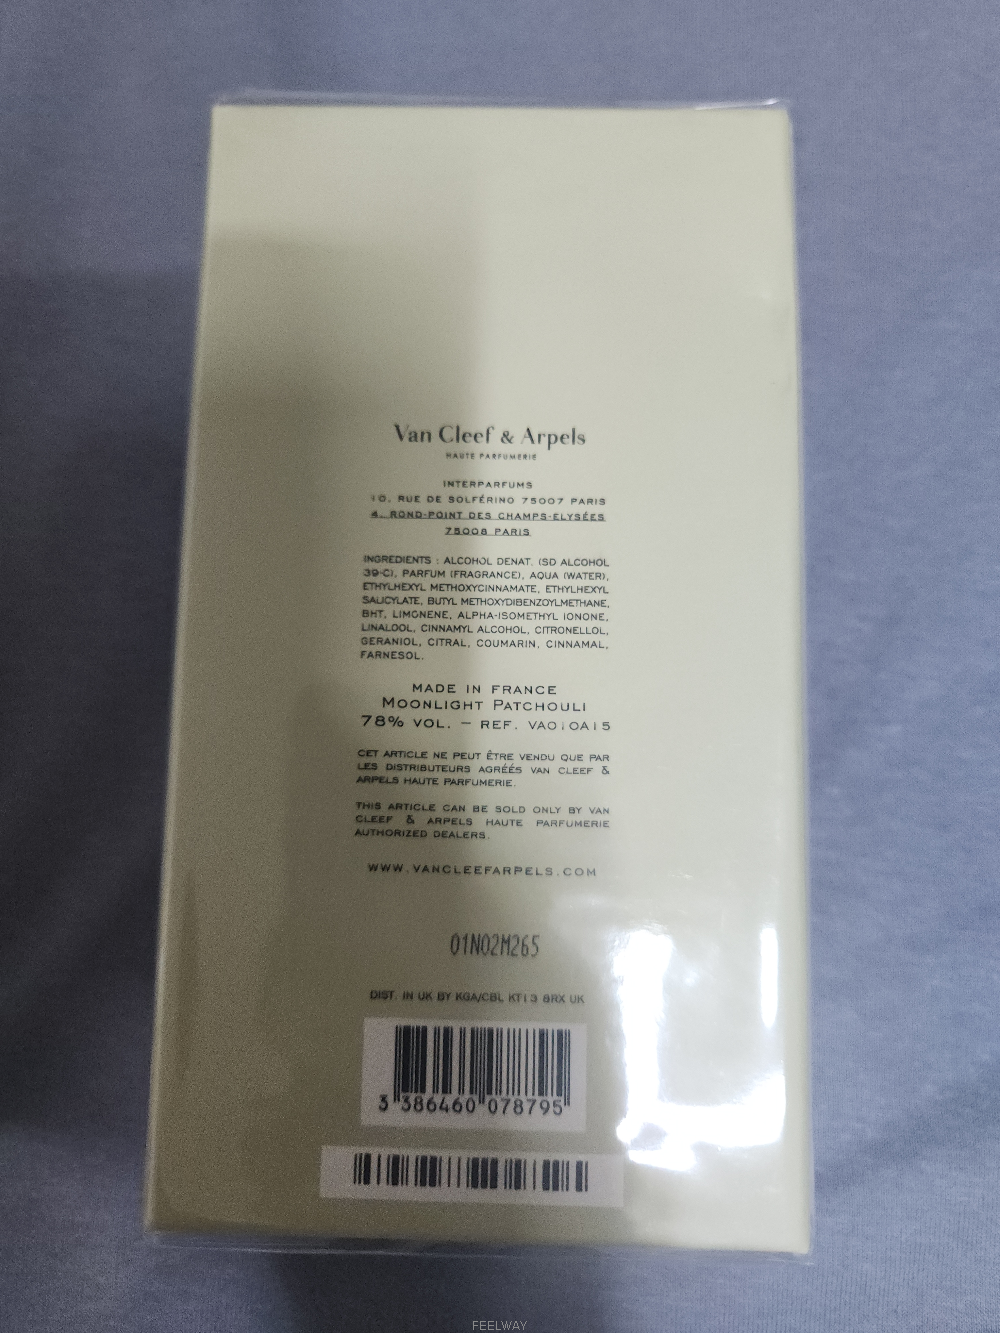 Van Cleef & Arpels
HAUTE PARFUMERIE
INTERPARFUMS
10, RUE DE SOLFÉRINO 75007 PARIS
4, ROND-POINT DES CHAMPS-ELYSÉES
75008 PARIS
INGREDIENTS : ALCOHOL DENAT. (SD ALCOHOL
39-C), PARFUM (FRAGRANCE), AQUA (WATER),
ETHYLHEXYL METHOXYCINNAMATE, ETHYLHEXYL
SALICYLATE, BUTYL METHOXYDIBENZOYLMETHANE,
BHT, LIMONENE, ALPHA-ISOMETHYL IONONE,
LINALOOL, CINNAMYL ALCOHOL, CITRONELLOL,
GERANIOL, CITRAL, COUMARIN, CINNAMAL,
FARNESOL.
MADE IN FRANCE
MOONLIGHT PATCHOULI
78% VOL. – REF. VA010A15
CET ARTICLE NE PEUT ÊTRE VENDU QUE PAR
LES DISTRIBUTEURS AGRÉÉS VAN CLEEF &
ARPELS HAUTE PARFUMERIE.
THIS ARTICLE CAN BE SOLD ONLY BY VAN
CLEEF & ARPELS HAUTE PARFUMERIE
AUTHORIZED DEALERS.
WWW.VANCLEEFARPELS.COM
01N02M265
DIST. IN UK BY KGA/CBL KT13 8RX UK
3 386460 078795
FEELWAY